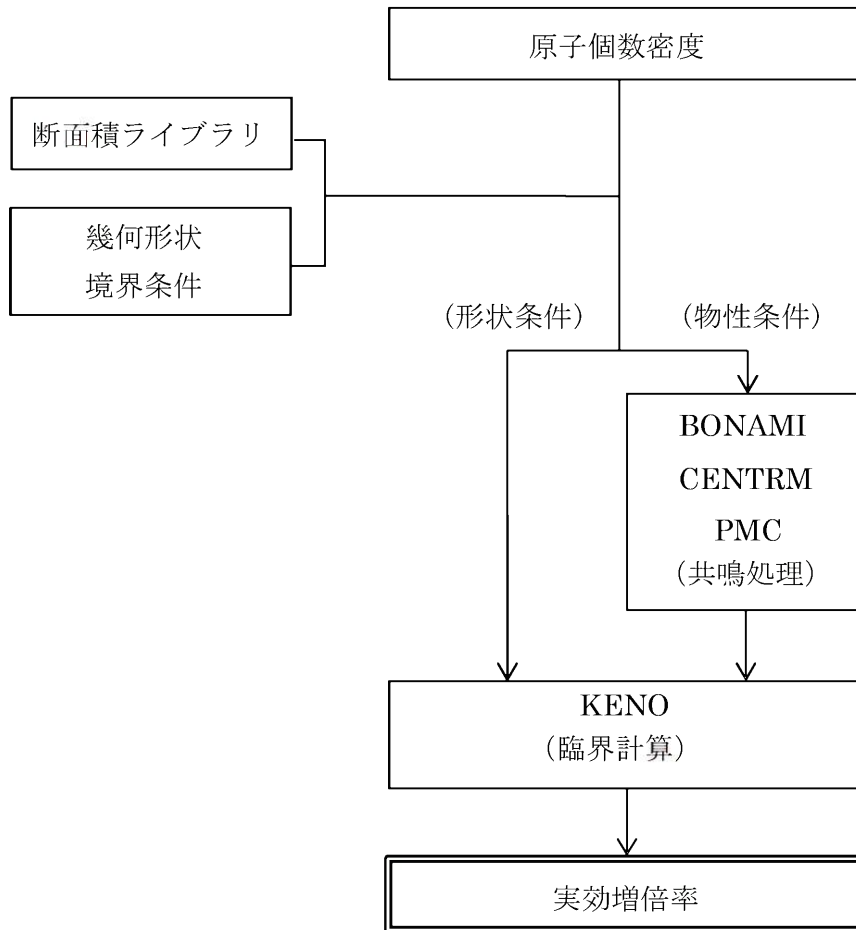 原子個数密度
断面積ライブラリ
幾何形状
境界条件
(形状条件)
(物性条件)
BONAMI
CENTRM
PMC
(共鳴処理)
KENO
(臨界計算)
実効増倍率